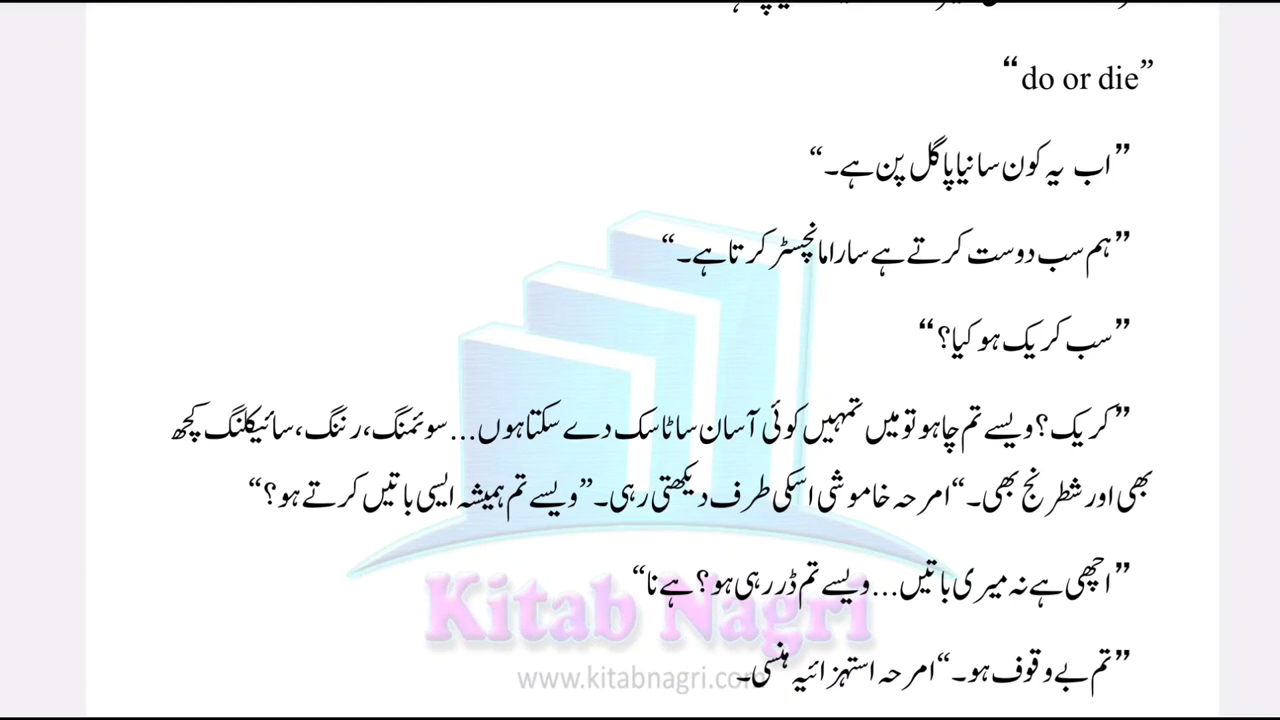 ”do or die“
”اب یہ کون سا نیا پاگل پن ہے۔“
”ہم سب دوست کرتے ہے سارا مانچسٹر کرتا ہے۔“
”سب کریک ہو کیا؟“
”کریک؟ ویسے تم چاہو تو میں تمہیں کوئی آسان سا ٹاسک دے سکتا ہوں...سوئمنگ، رننگ، سائیکلنگ کچھ
بھی اور شطرنج بھی۔“ امرحہ خاموشی اسکی طرف دیکھتی رہی۔ ”ویسے تم ہمیشہ ایسی باتیں کرتے ہو؟“
”اچھی ہے نہ میری باتیں...ویسے تم ڈر رہی ہو؟ ہے نا“
”تم بے وقوف ہو۔“ امرحہ استہزائیہ ہنسی۔
Kitab Nagri
www.kitabnagri.com